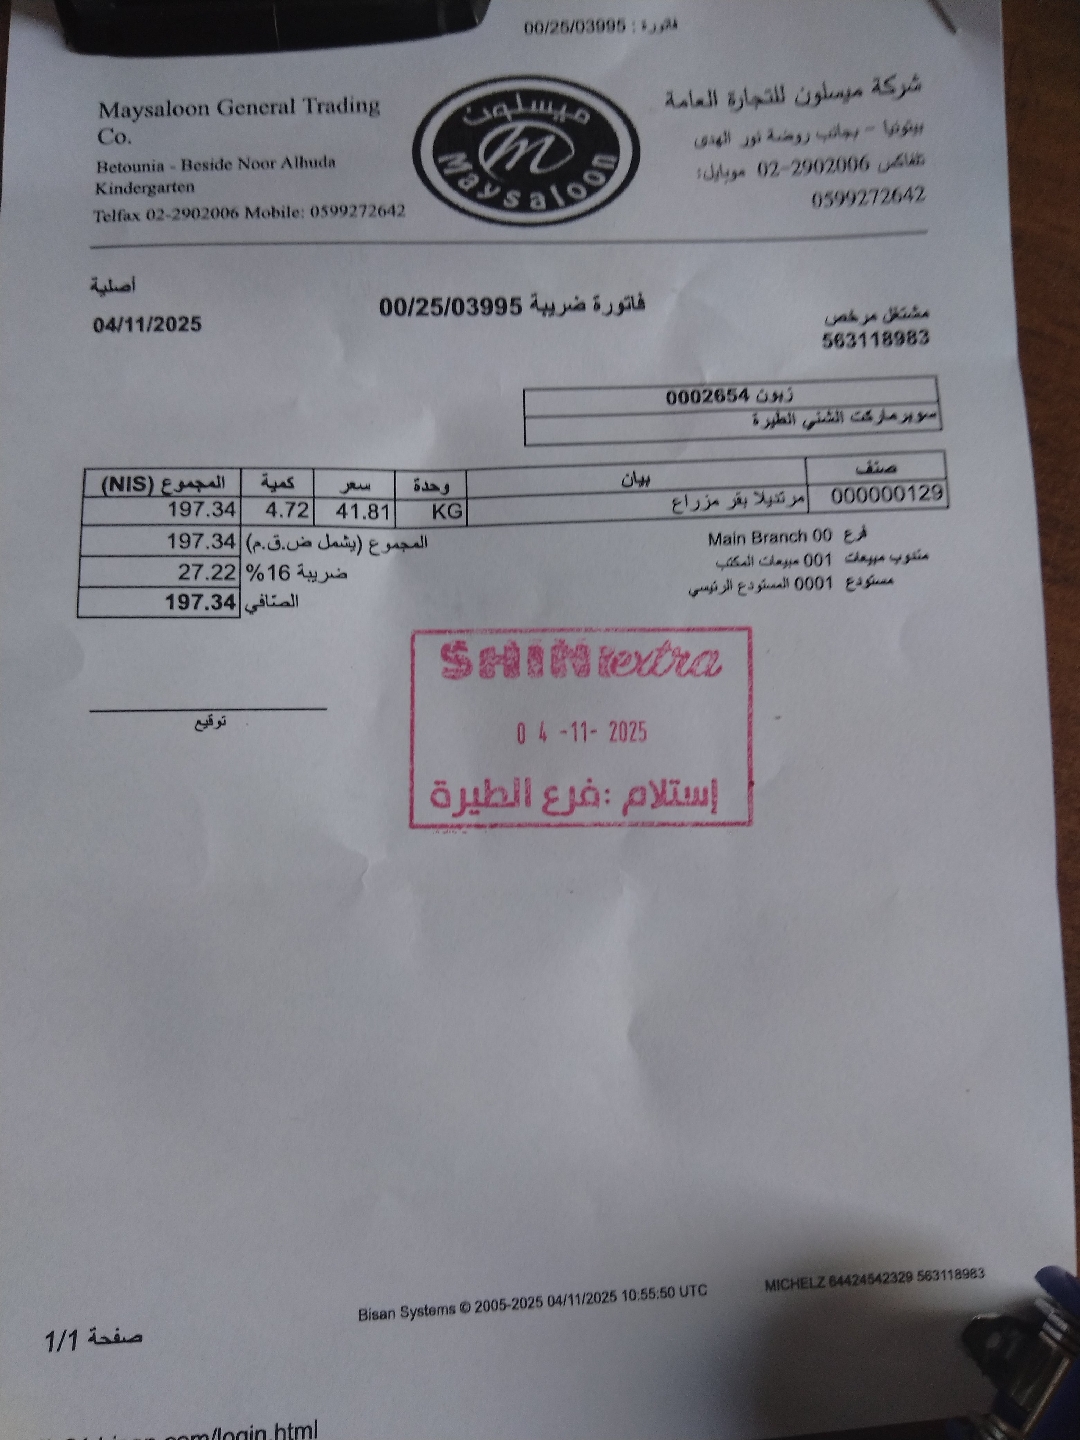 فاتورة : 00/25/03995
Maysaloon General Trading
Co.
Betounia - Beside Noor Alhuda
Kindergarten
Telfax 02-2902006 Mobile: 0599272642
ميسلون
m
Maysaloon
شركة ميسلون للتجارة العامة
بيتونيا - بجانب روضة نور الهدى
تلفاكس 02-2902006 موبايل:
0599272642
أصلية
04/11/2025
فاتورة ضريبة 00/25/03995
مشتغل مرخص
563118983
زبون 0002654
سوبرماركت الشني الطيرة
صنف بيان وحدة سعر كمية المجموع (NIS)
000000129 مرتديلا بقر مزراع KG 41.81 4.72 197.34
المجموع (يشمل ض.ق.م) 197.34
ضريبة 16% 27.22
الصافي 197.34
فرع 00 Main Branch
مندوب مبيعات 001 مبيعات المكتب
مستودع 0001 المستودع الرئيسي
توقيع
SHINI extra
04-11-2025
إستلام :فرع الطيرة
Bisan Systems © 2005-2025 04/11/2025 10:55:50 UTC
MICHELZ 64424542329 563118983
صفحة 1/1
.com/login.html